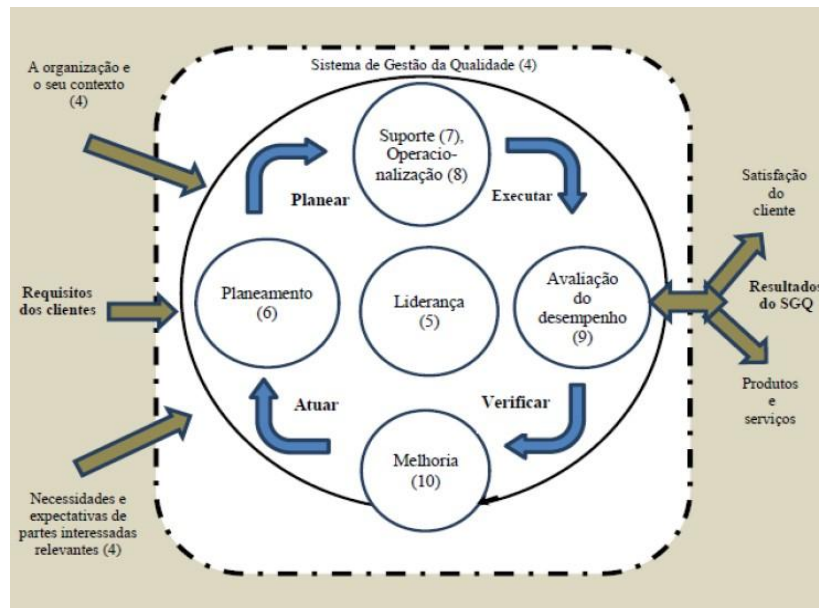 Sistema de Gestão da Qualidade (4)
A organização e
o seu contexto
(4)
Suporte (7),
Operacio-
nalização (8)
Planear
Executar
Satisfação
do
cliente
Requisitos
dos clientes
Planeamento
(6)
Liderança
(5)
Avaliação
do
desempenho
(9)
Resultados
do SGQ
Atuar
Verificar
Produtos
e
serviços
Melhoria
(10)
Necessidades e
expectativas de
partes interessadas
relevantes (4)